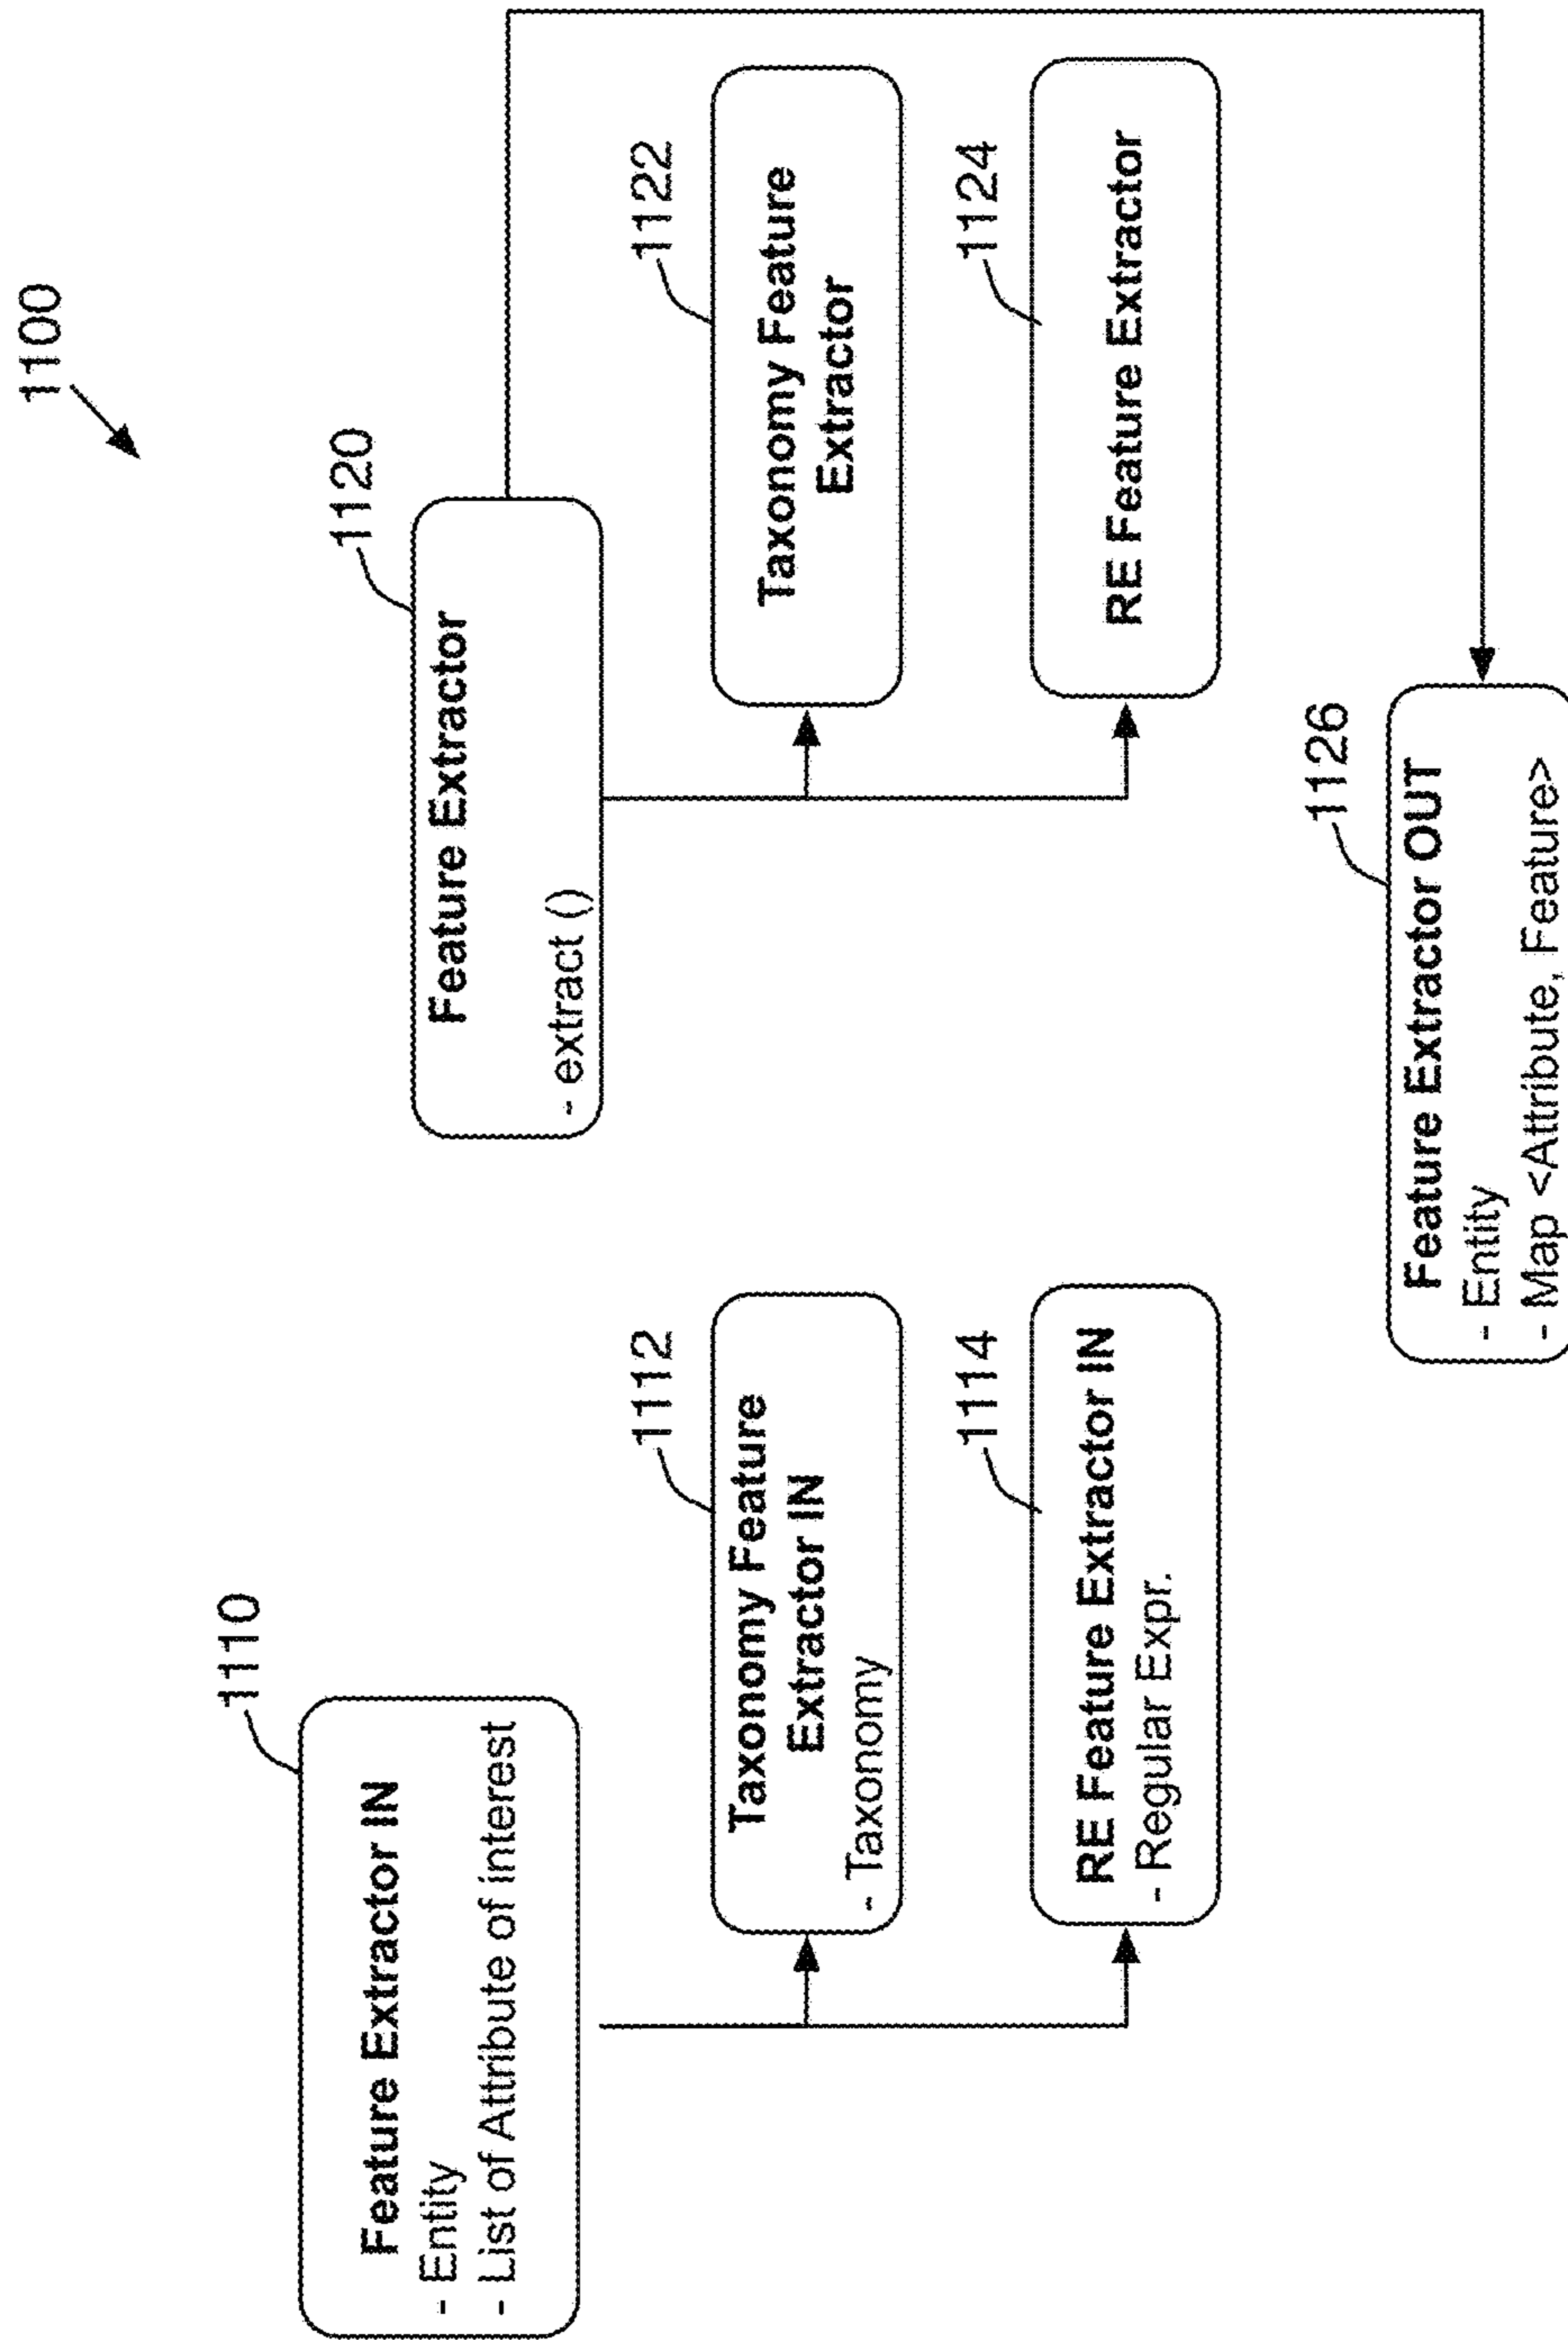 1100
1110
Feature Extractor IN
- Entity
- List of Attribute of interest
1112
Taxonomy Feature
Extractor IN
- Taxonomy
1114
RE Feature Extractor IN
- Regular Expr.
1120
Feature Extractor
- extract ()
1122
Taxonomy Feature
Extractor
1124
RE Feature Extractor
1126
Feature Extractor OUT
- Entity
- Map <Attribute, Feature>